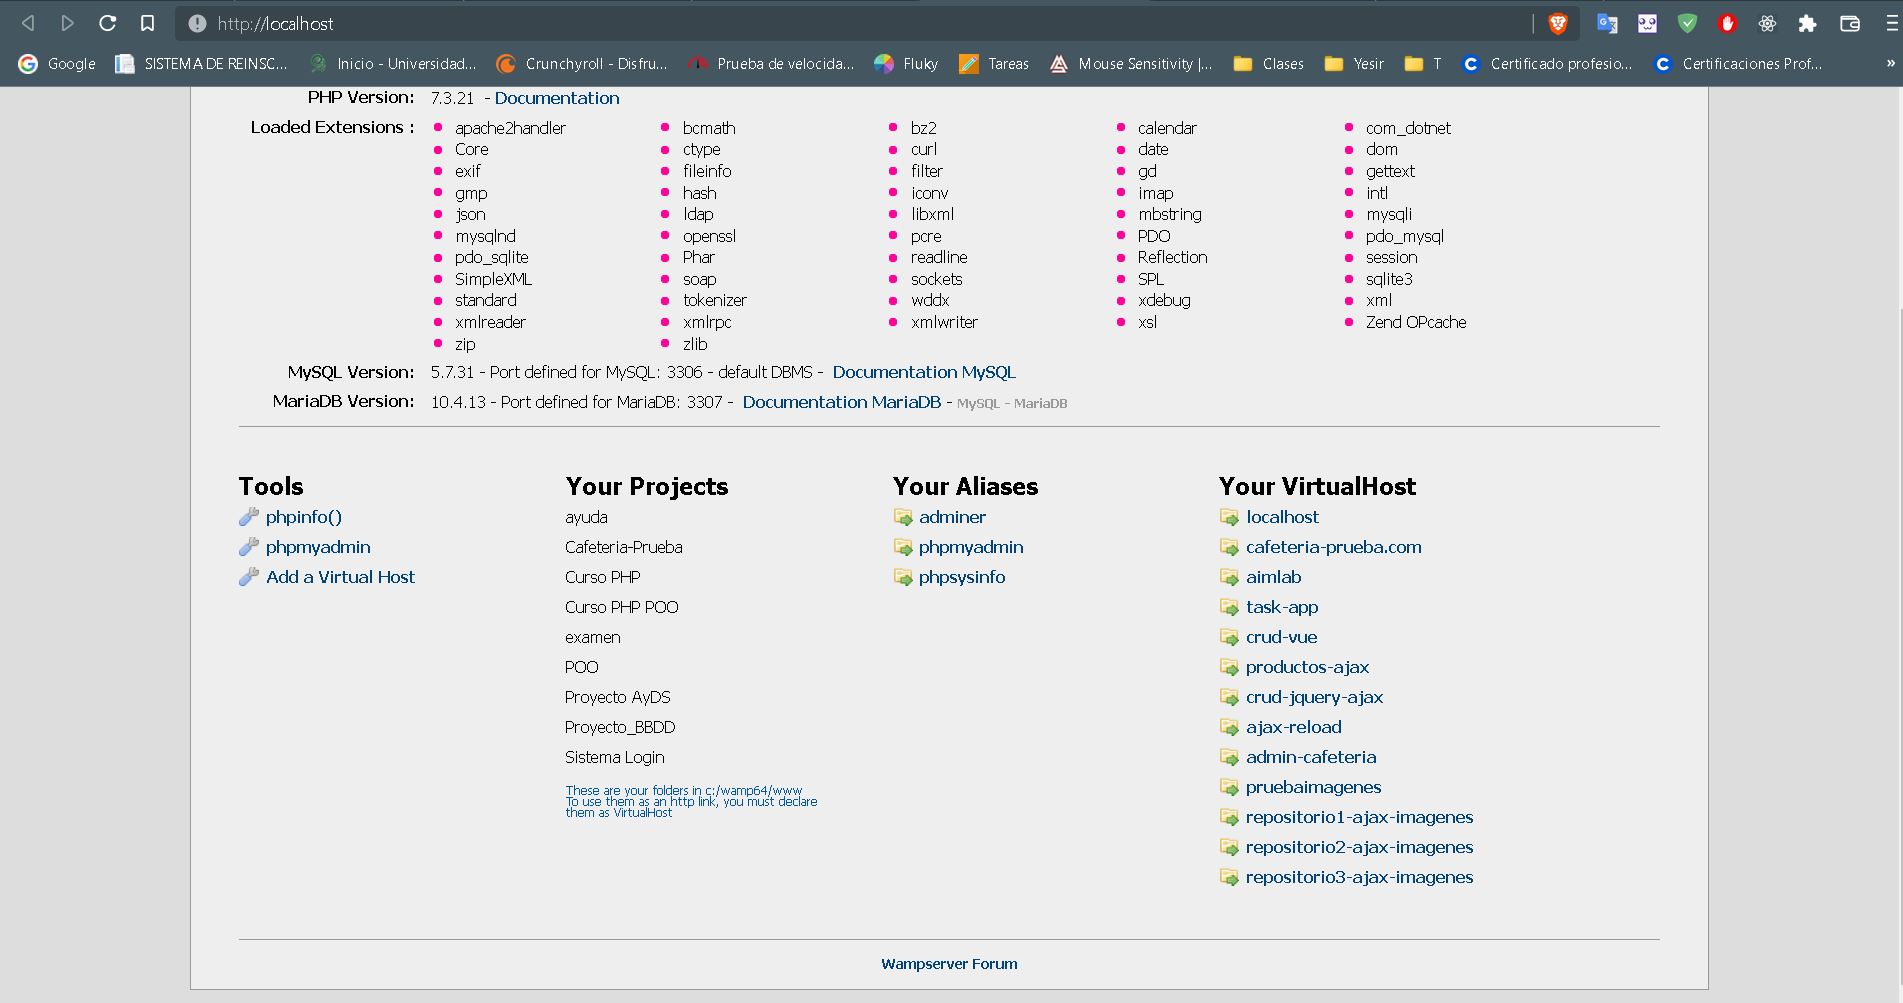 http://localhost
Google SISTEMA DE REINSC... Inicio - Universidad... Crunchyroll - Disfru... Prueba de velocida... Fluky Tareas Mouse Sensitivity |... Clases Yesir T Certificado profesio... Certificaciones Prof... »
PHP Version: 7.3.21 - Documentation
Loaded Extensions : apache2handler bcmath bz2 calendar com_dotnet
Core ctype curl date dom
exif fileinfo filter gd gettext
gmp hash iconv imap intl
json ldap libxml mbstring mysqli
mysqlnd openssl pcre PDO pdo_mysql
pdo_sqlite Phar readline Reflection session
SimpleXML soap sockets SPL sqlite3
standard tokenizer wddx xdebug xml
xmlreader xmlrpc xmlwriter xsl Zend OPcache
zip zlib
MySQL Version: 5.7.31 - Port defined for MySQL: 3306 - default DBMS - Documentation MySQL
MariaDB Version: 10.4.13 - Port defined for MariaDB: 3307 - Documentation MariaDB - MySQL - MariaDB
Tools
phpinfo()
phpmyadmin
Add a Virtual Host
Your Projects
ayuda
Cafeteria-Prueba
Curso PHP
Curso PHP POO
examen
POO
Proyecto AyDS
Proyecto_BBDD
Sistema Login
These are your folders in c:/wamp64/www
To use them as an http link, you must declare
them as VirtualHost
Your Aliases
adminer
phpmyadmin
phpsysinfo
Your VirtualHost
localhost
cafeteria-prueba.com
aimlab
task-app
crud-vue
productos-ajax
crud-jquery-ajax
ajax-reload
admin-cafeteria
pruebaimagenes
repositorio1-ajax-imagenes
repositorio2-ajax-imagenes
repositorio3-ajax-imagenes
Wampserver Forum